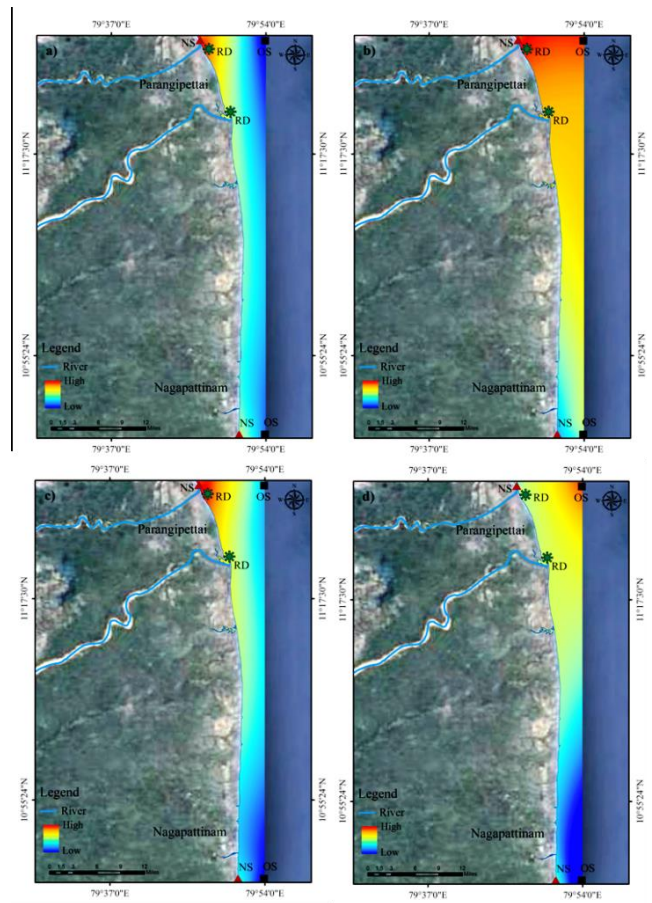 79°37'0"E 79°54'0"E 79°37'0"E 79°54'0"E
a) NS RD OS
Parangipettai
RD
11°17'30"N 11°17'30"N
10°55'24"N 10°55'24"N
Legend
River
High
Low
Nagapattinam
NS OS
Miles
79°37'0"E 79°54'0"E
b) NS RD OS
Parangipettai
RD
11°17'30"N 11°17'30"N
10°55'24"N 10°55'24"N
Legend
River
High
Low
Nagapattinam
NS OS
Miles
79°37'0"E 79°54'0"E
c) NS RD OS
Parangipettai
RD
11°17'30"N 11°17'30"N
10°55'24"N 10°55'24"N
Legend
River
High
Low
Nagapattinam
NS OS
Miles
79°37'0"E 79°54'0"E
d) NS RD OS
Parangipettai
RD
11°17'30"N 11°17'30"N
10°55'24"N 10°55'24"N
Legend
River
High
Low
Nagapattinam
NS OS
Miles
79°37'0"E 79°54'0"E